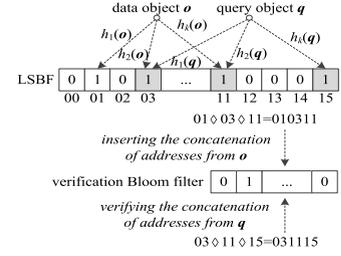 data object o query object q
h1(o) hk(o) hk(q)
h2(o) h1(q) h2(q)
LSBF 0 1 0 1 ... 1 0 0 0 1
00 01 02 03 ... 11 12 13 14 15
01◊03◊11=010311
inserting the concatenation
of addresses from o
verification Bloom filter 0 1 ... 0
verifying the concatenation
of addresses from q
03◊11◊15=031115